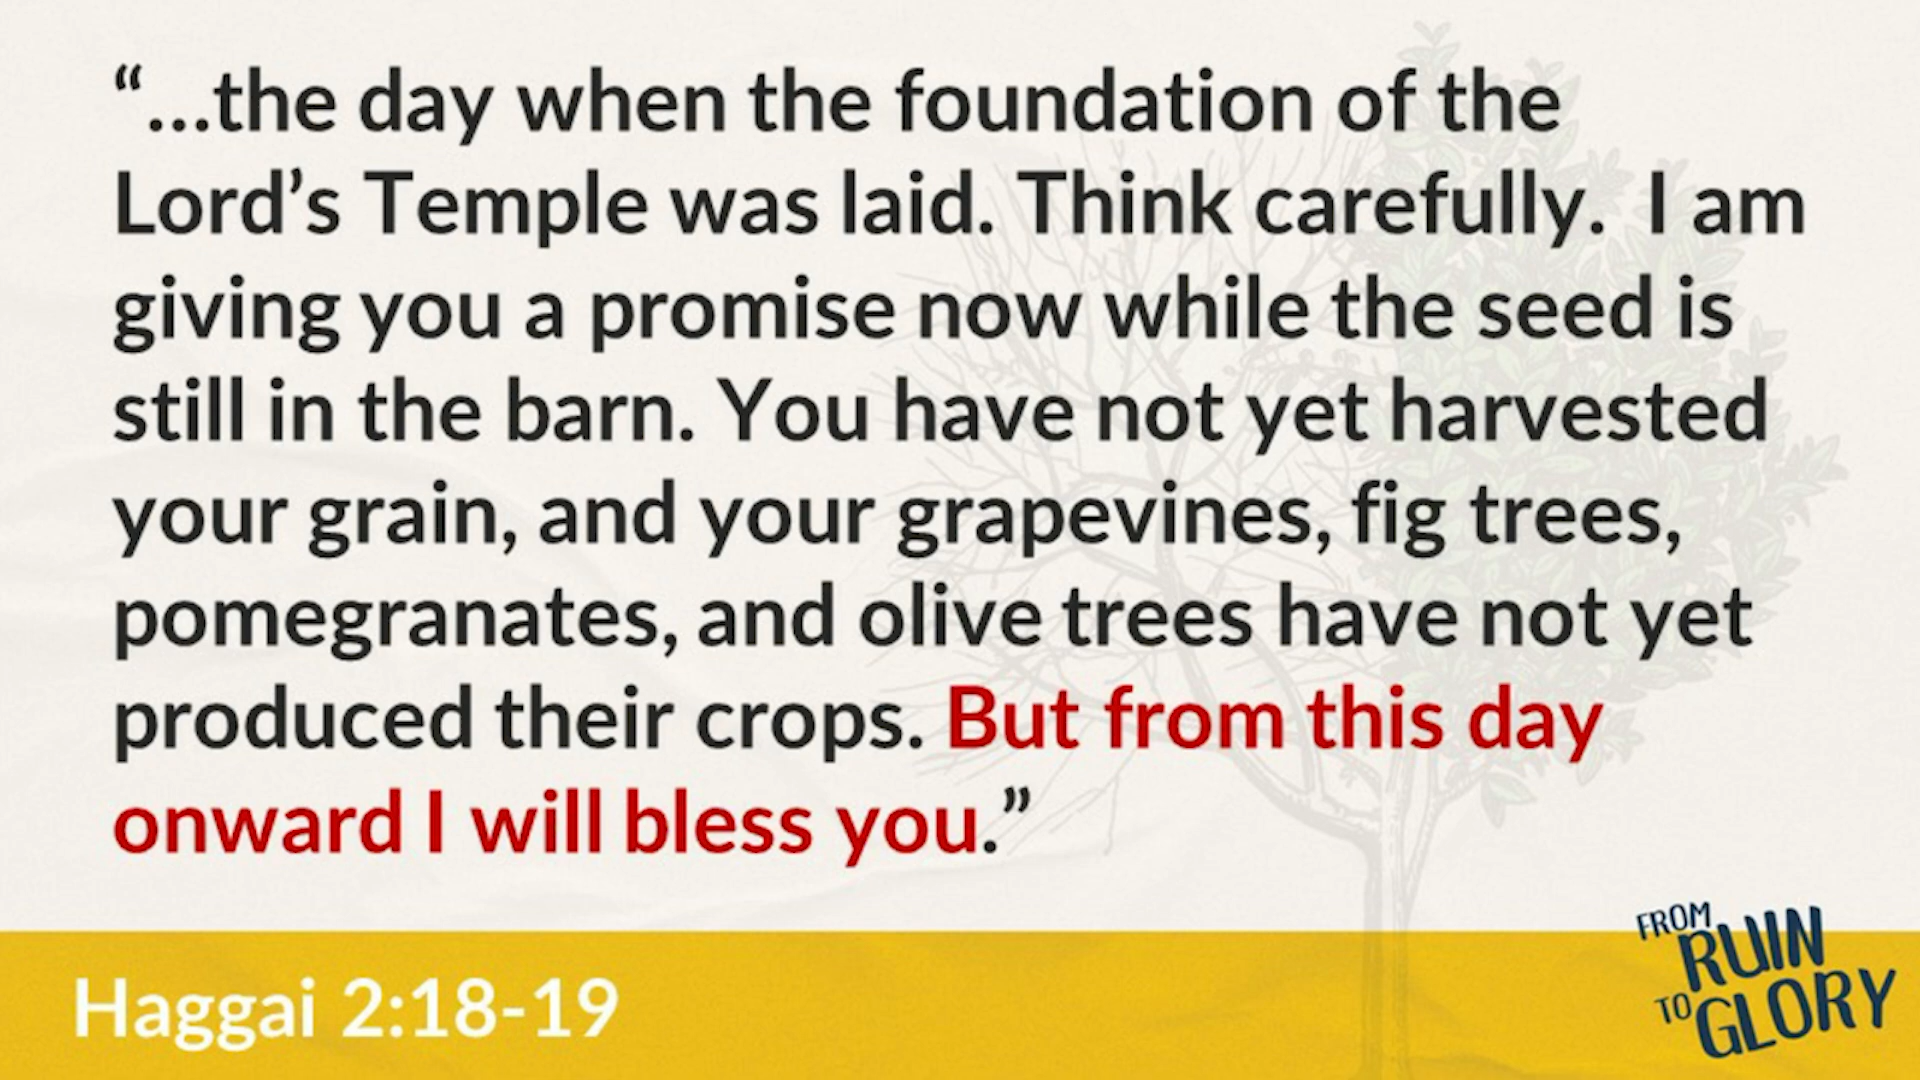 “...the day when the foundation of the
Lord’s Temple was laid. Think carefully.  I am
giving you a promise now while the seed is
still in the barn. You have not yet harvested
your grain, and your grapevines, fig trees,
pomegranates, and olive trees have not yet
produced their crops. But from this day
onward I will bless you.”
Haggai 2:18-19
FROM
RUIN
TO
GLORY